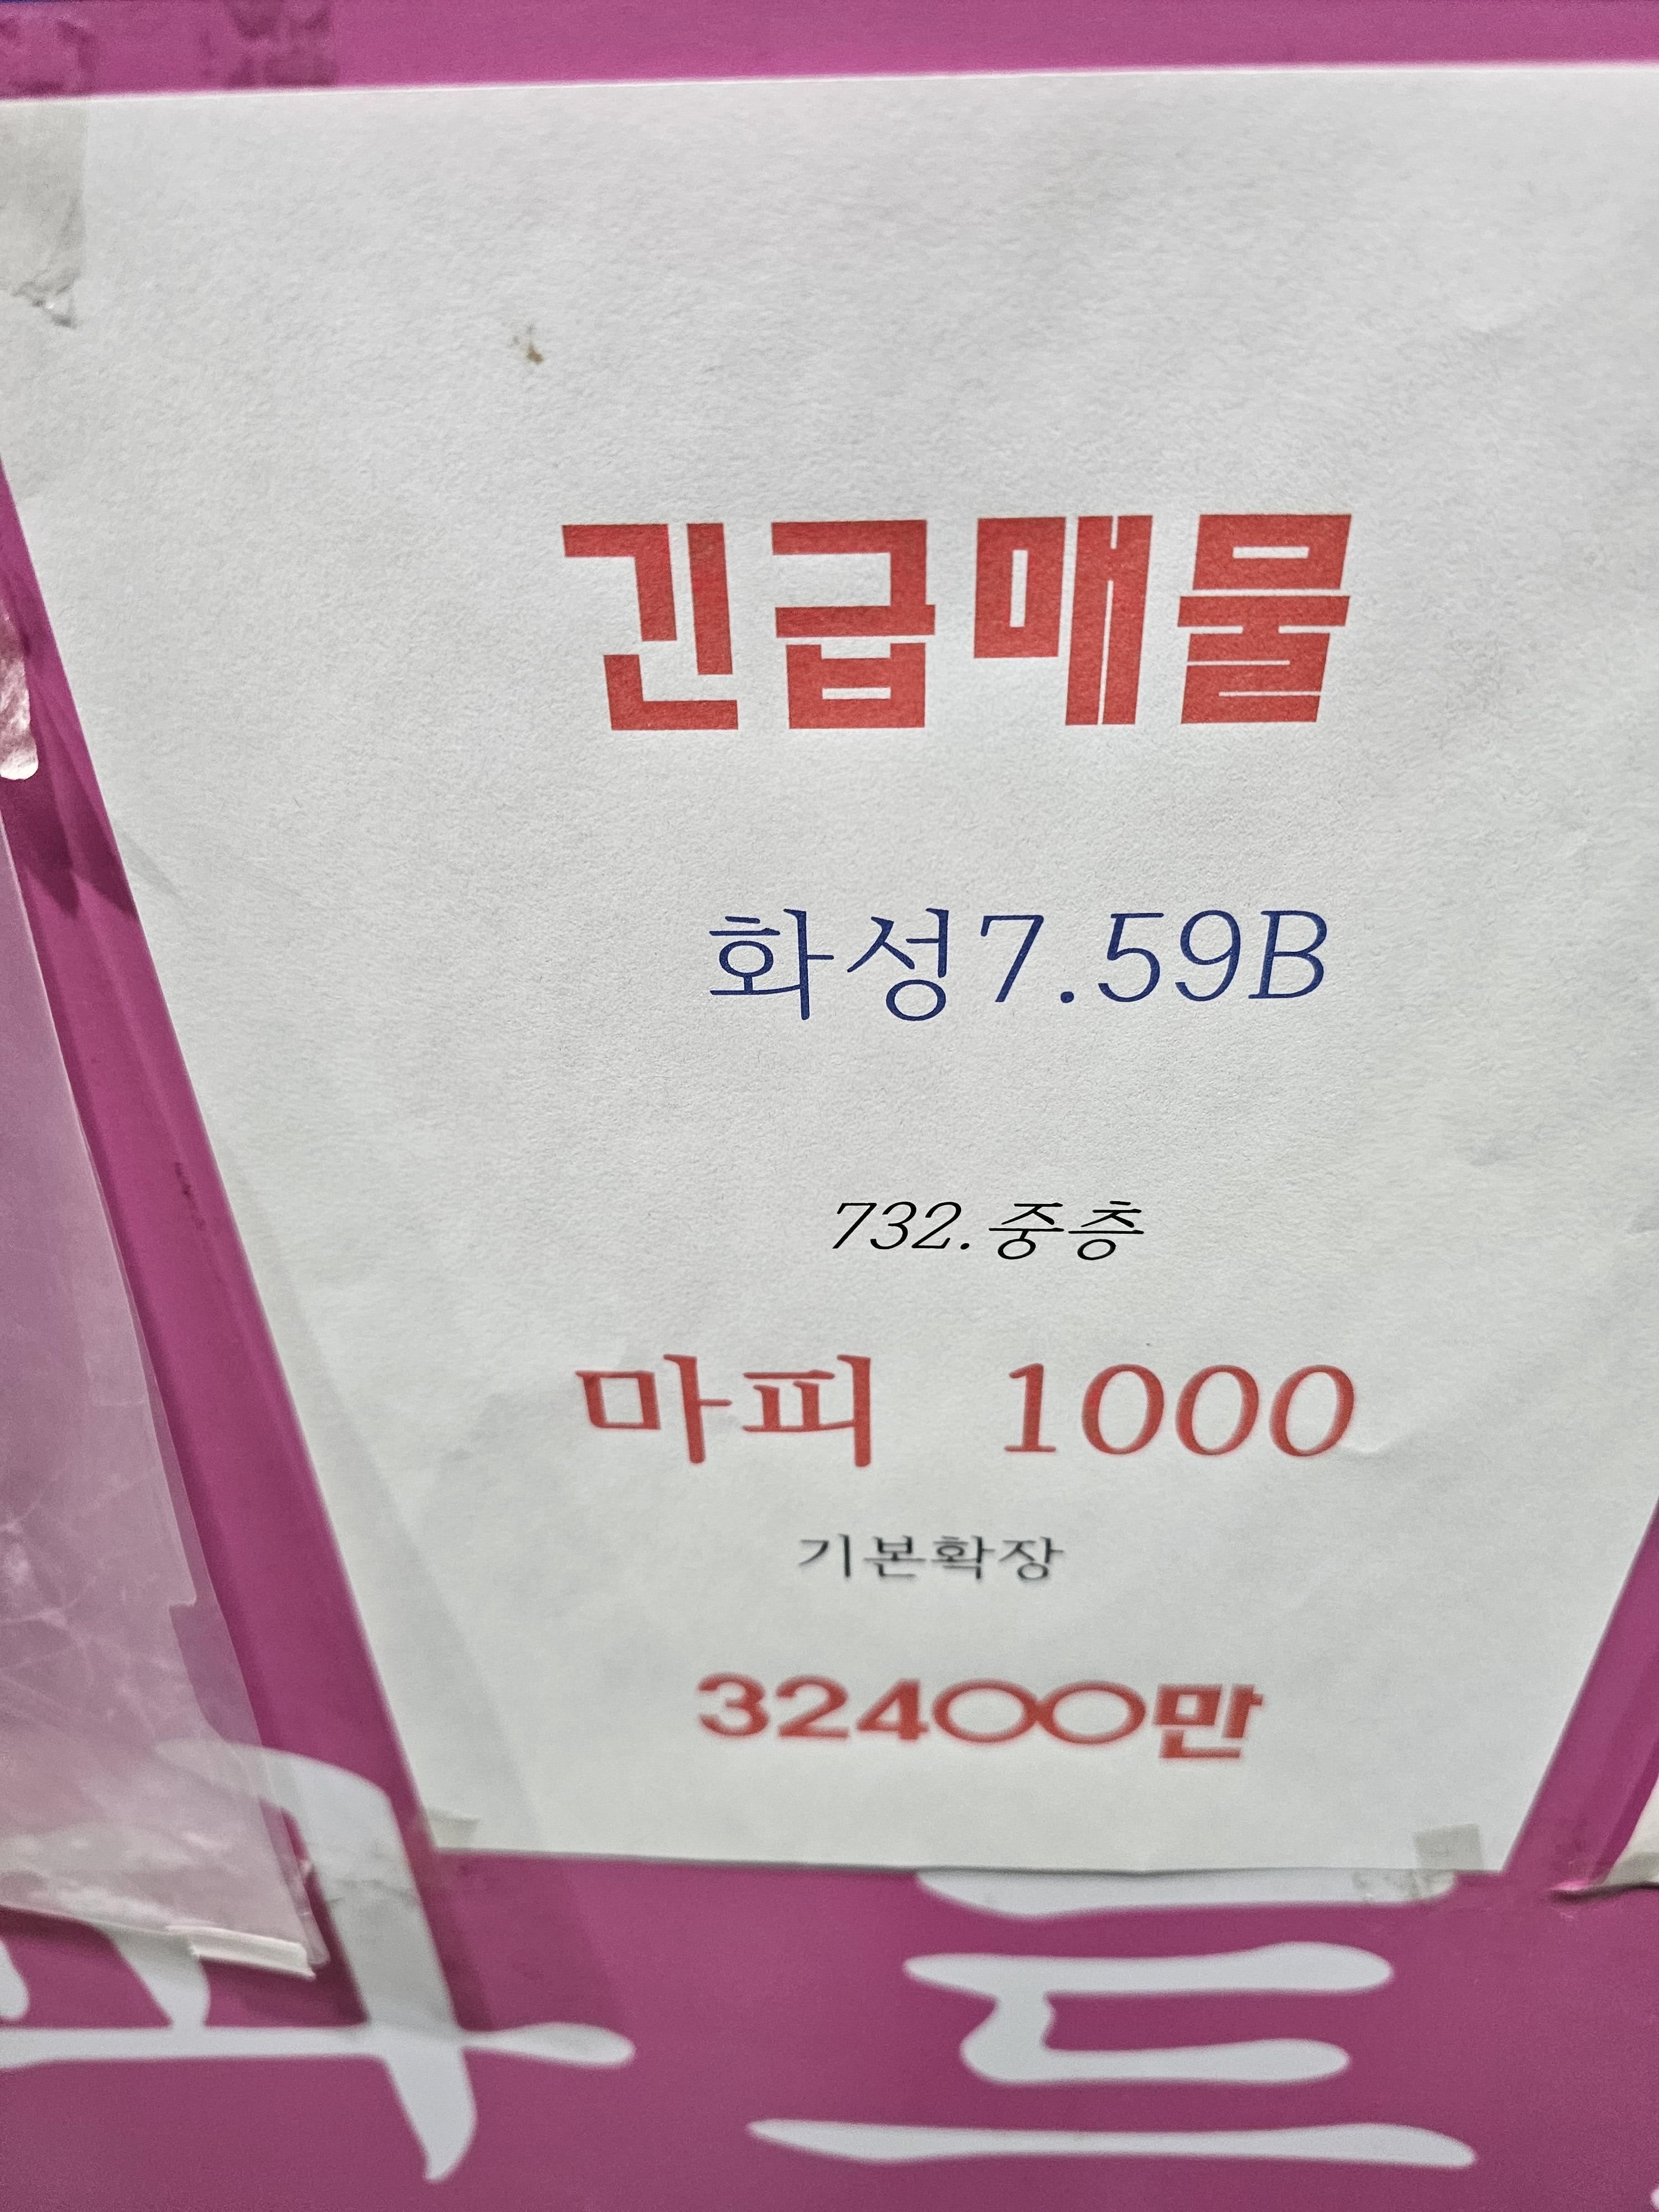 긴급매물
화성7.59B
732.중층
마피 1000
기본확장
32400만
트